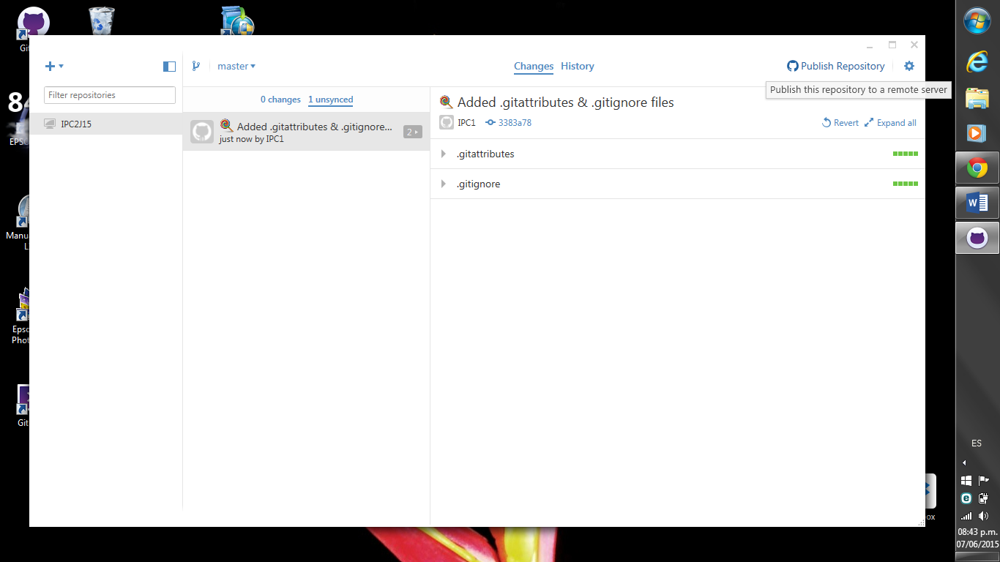 Git
84
EPSO
Manu
L
Epso
Phot
Git
master
Changes
History
Publish Repository
Publish this repository to a remote server
Filter repositories
IPC2J15
0 changes
1 unsynced
Added .gitattributes & .gitignore...
just now by IPC1
2
Added .gitattributes & .gitignore files
IPC1
3383a78
Revert
Expand all
.gitattributes
.gitignore
W
ES
ox
08:43 p.m.
07/06/2015